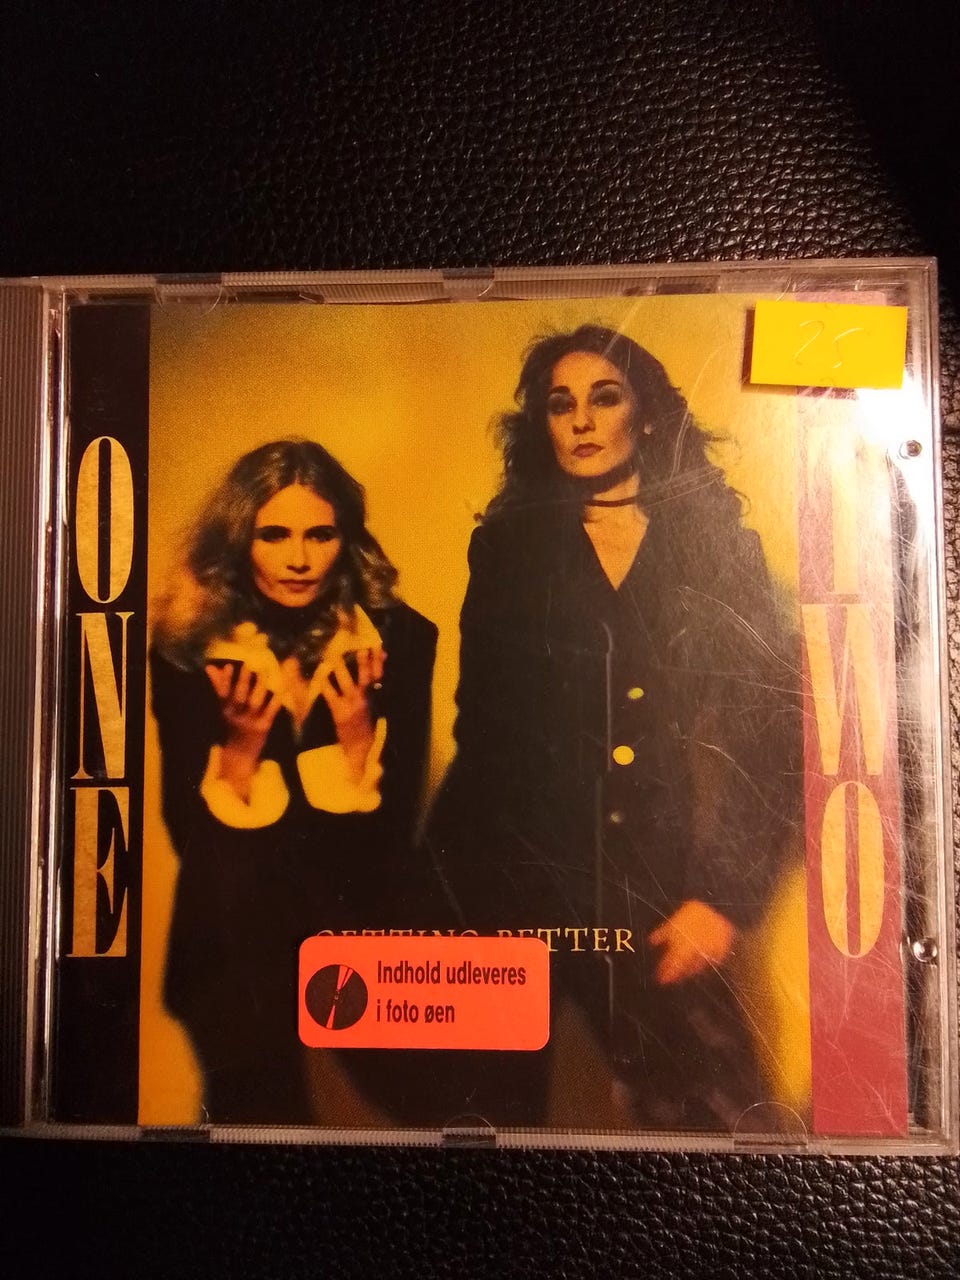 ONE
TWO
25
GETTING BETTER
Indhold udleveres
i foto øen